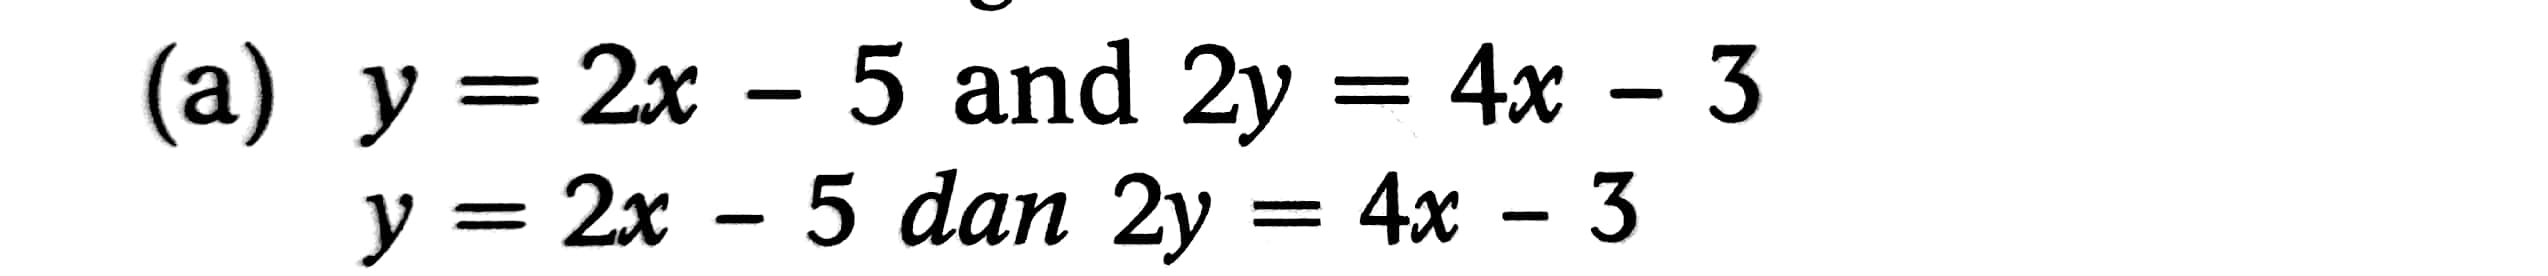 (a) y = 2x – 5 and 2y = 4x – 3
y = 2x – 5 dan 2y = 4x – 3